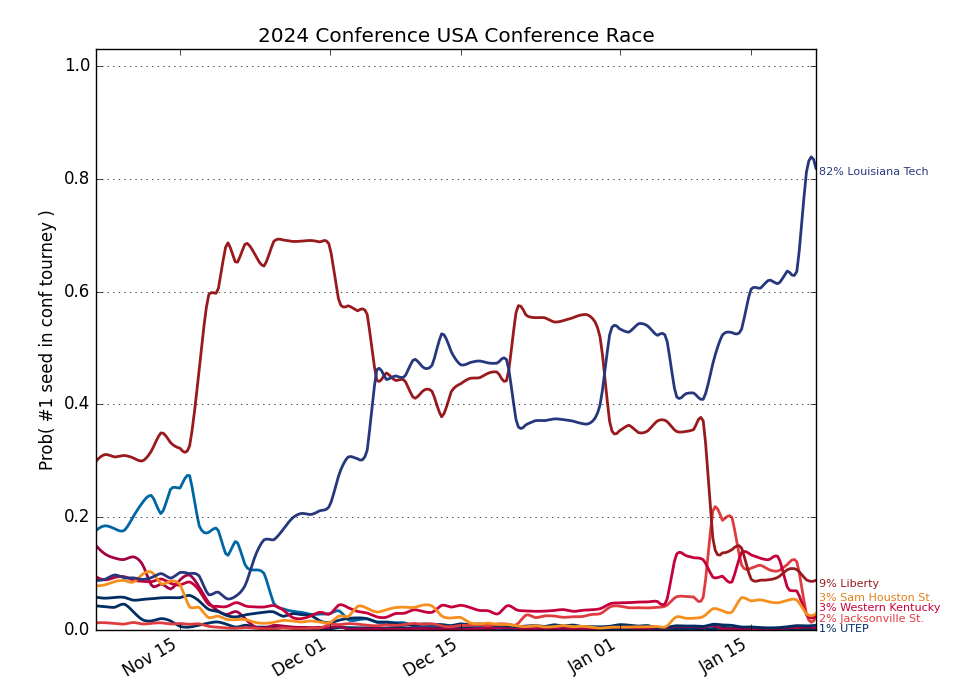 2024 Conference USA Conference Race
Prob( #1 seed in conf tourney )
1.0
0.8
0.6
0.4
0.2
0.0
82% Louisiana Tech
9% Liberty
3% Sam Houston St.
3% Western Kentucky
2% Jacksonville St.
1% UTEP
Nov 15
Dec 01
Dec 15
Jan 01
Jan 15